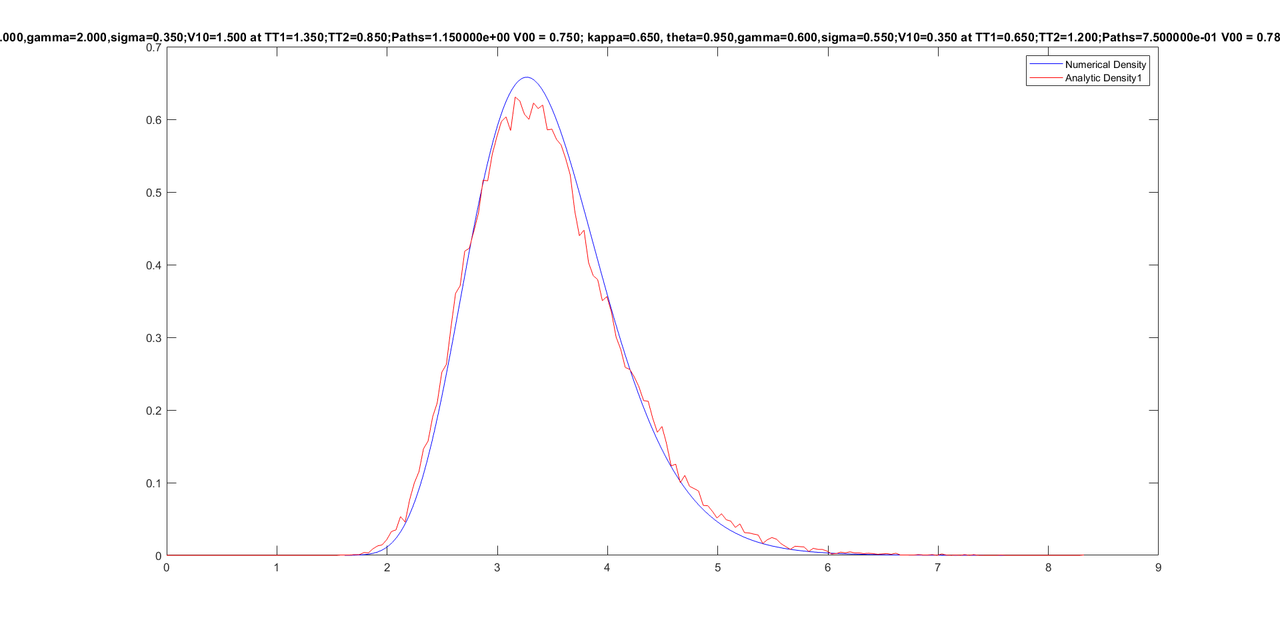 .000,gamma=2.000,sigma=0.350;V10=1.500 at TT1=1.350;TT2=0.850;Paths=1.150000e+00 V00 = 0.750; kappa=0.650, theta=0.950,gamma=0.600,sigma=0.550;V10=0.350 at TT1=0.650;TT2=1.200;Paths=7.500000e-01 V00 = 0.78
Numerical Density
Analytic Density1
0.7
0.6
0.5
0.4
0.3
0.2
0.1
0
0 1 2 3 4 5 6 7 8 9